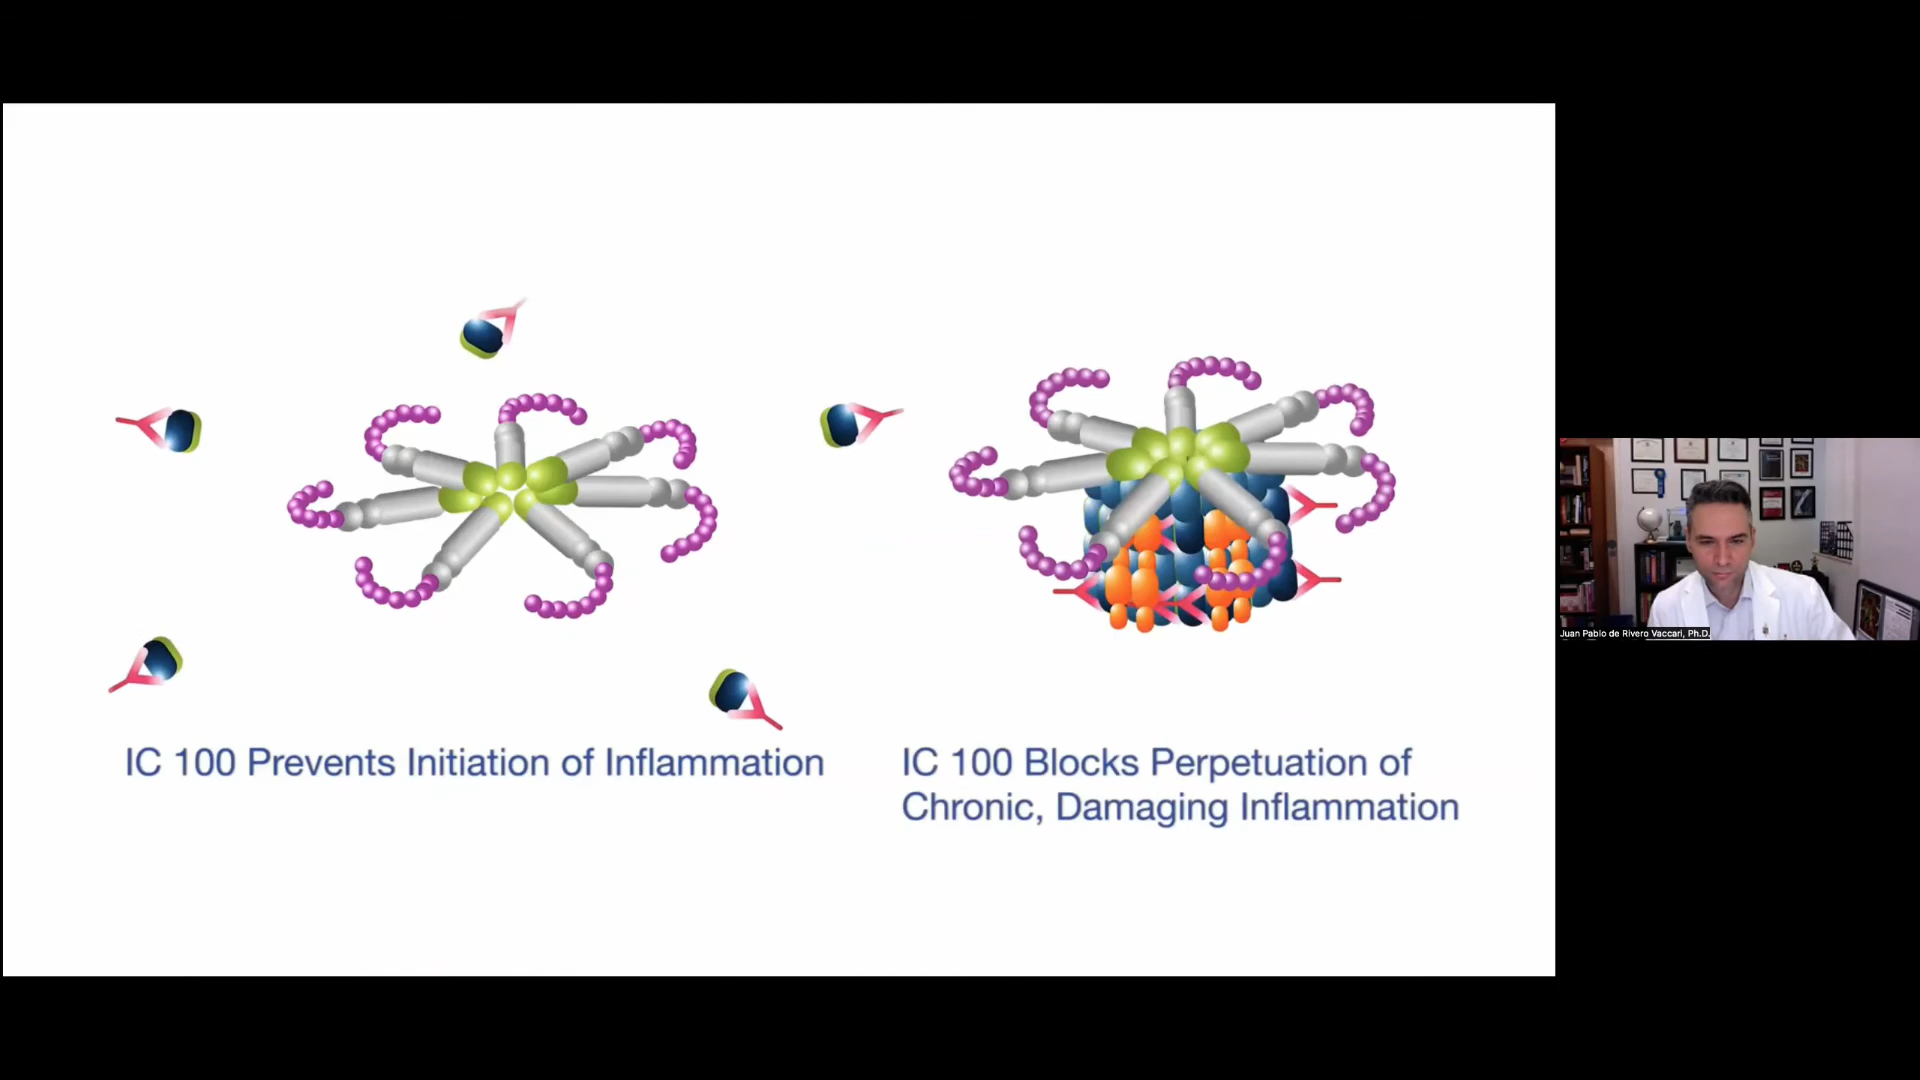 IC 100 Prevents Initiation of Inflammation
IC 100 Blocks Perpetuation of
Chronic, Damaging Inflammation
Juan Pablo de Rivero Vaccari, Ph.D.